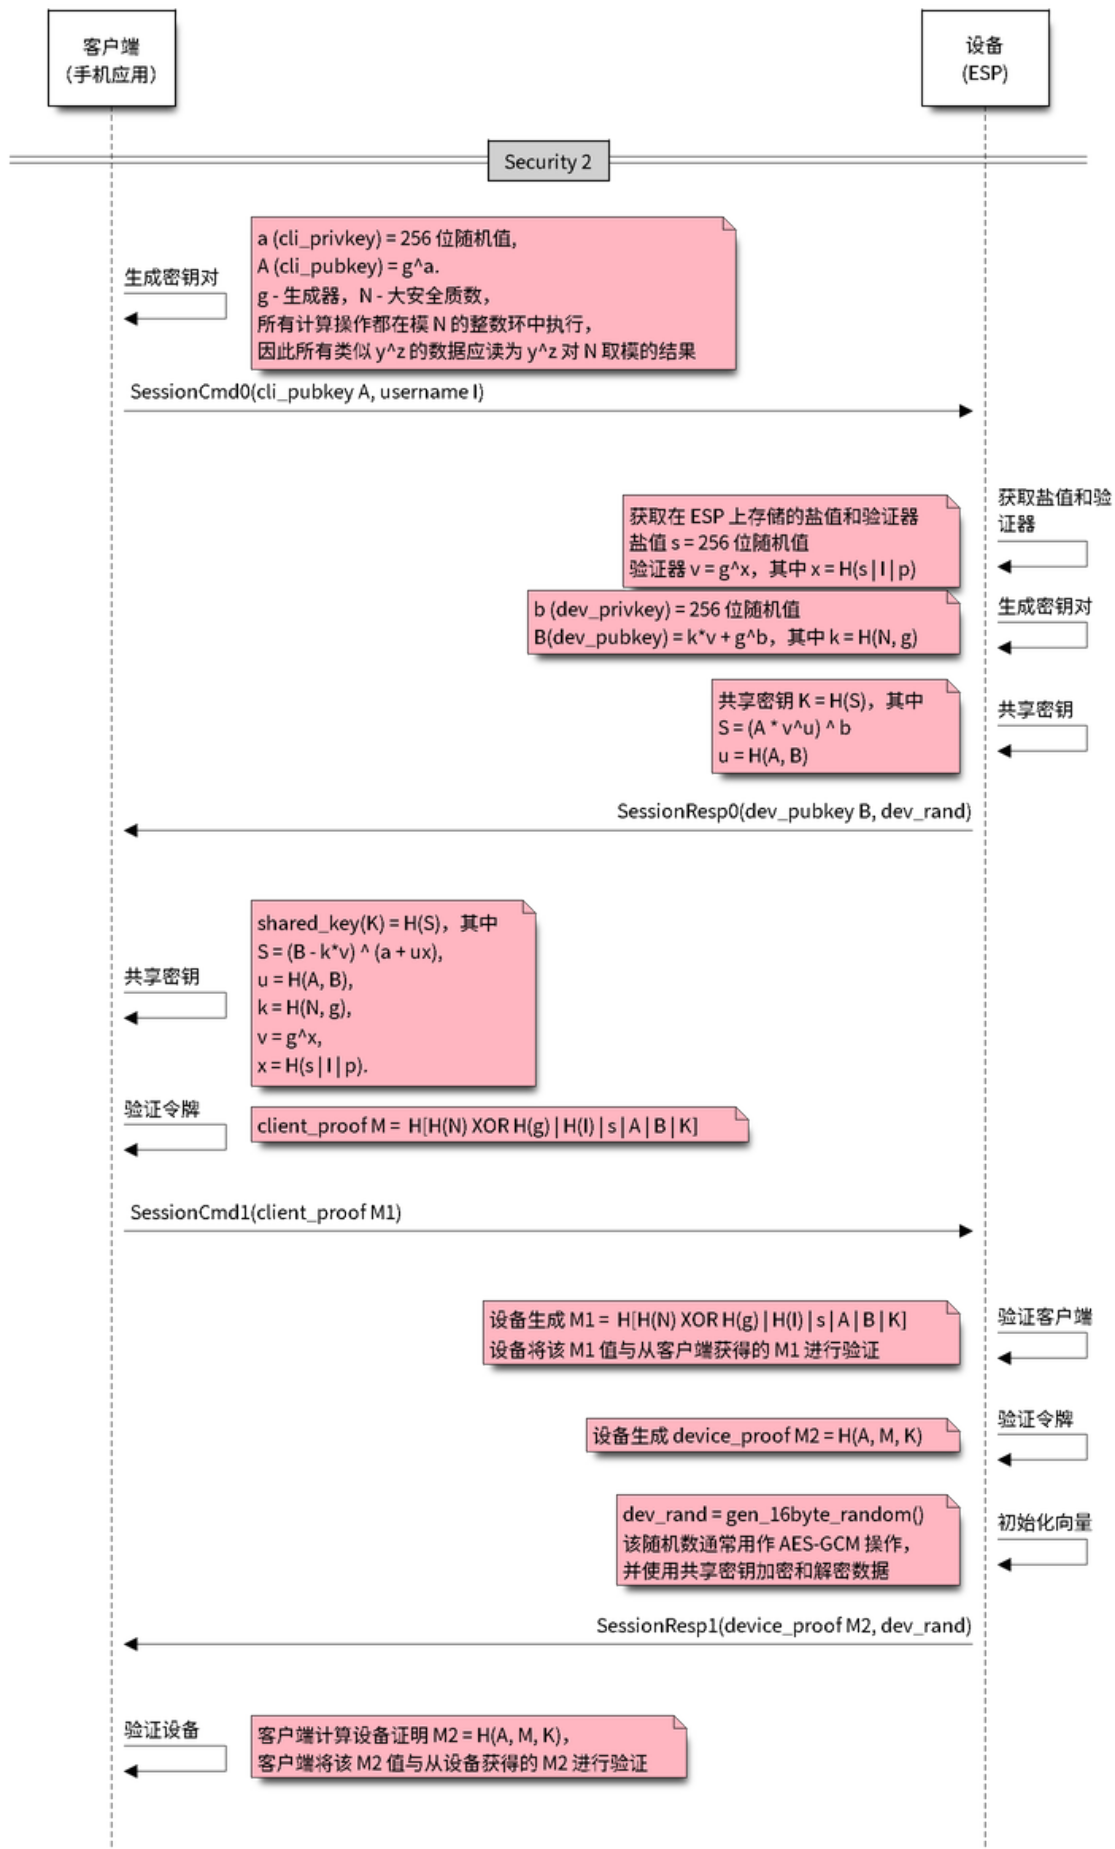 客户端
（手机应用）
设备
(ESP)
Security 2
生成密钥对
a (cli_privkey) = 256 位随机值,
A (cli_pubkey) = g^a.
g - 生成器，N - 大安全质数，
所有计算操作都在模 N 的整数环中执行，
因此所有类似 y^z 的数据应读为 y^z 对 N 取模的结果
SessionCmd0(cli_pubkey A, username I)
获取盐值和验
证器
获取在 ESP 上存储的盐值和验证器
盐值 s = 256 位随机值
验证器 v = g^x，其中 x = H(s | I | p)
生成密钥对
b (dev_privkey) = 256 位随机值
B(dev_pubkey) = k*v + g^b，其中 k = H(N, g)
共享密钥
共享密钥 K = H(S)，其中
S = (A * v^u) ^ b
u = H(A, B)
SessionResp0(dev_pubkey B, dev_rand)
共享密钥
shared_key(K) = H(S)，其中
S = (B - k*v) ^ (a + ux),
u = H(A, B),
k = H(N, g),
v = g^x,
x = H(s | I | p).
验证令牌
client_proof M = H[H(N) XOR H(g) | H(I) | s | A | B | K]
SessionCmd1(client_proof M1)
验证客户端
设备生成 M1 = H[H(N) XOR H(g) | H(I) | s | A | B | K]
设备将该 M1 值与从客户端获得的 M1 进行验证
验证令牌
设备生成 device_proof M2 = H(A, M, K)
初始化向量
dev_rand = gen_16byte_random()
该随机数通常用作 AES-GCM 操作，
并使用共享密钥加密和解密数据
SessionResp1(device_proof M2, dev_rand)
验证设备
客户端计算设备证明 M2 = H(A, M, K)，
客户端将该 M2 值与从设备获得的 M2 进行验证